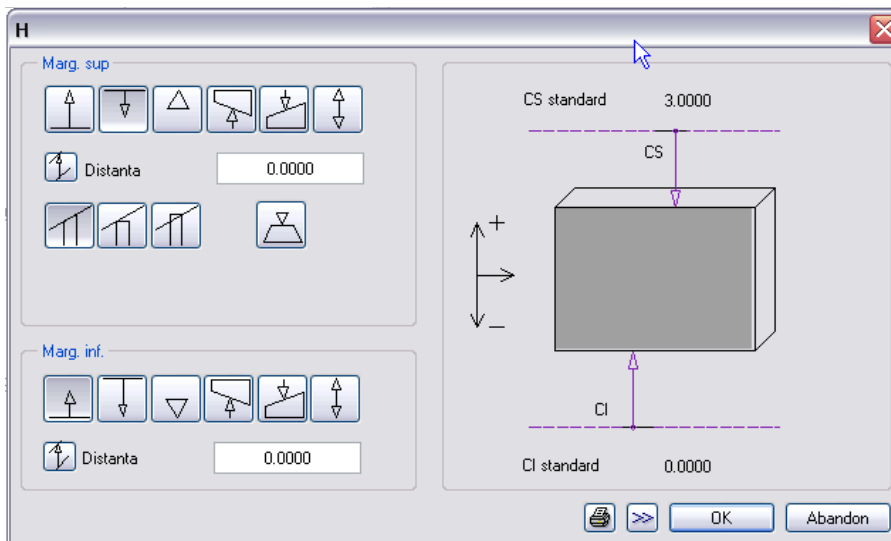 H
Marg. sup
Distanta 0.0000
Marg. inf.
Distanta 0.0000
CS standard 3.0000
CS
+
−
CI
CI standard 0.0000
>> OK Abandon